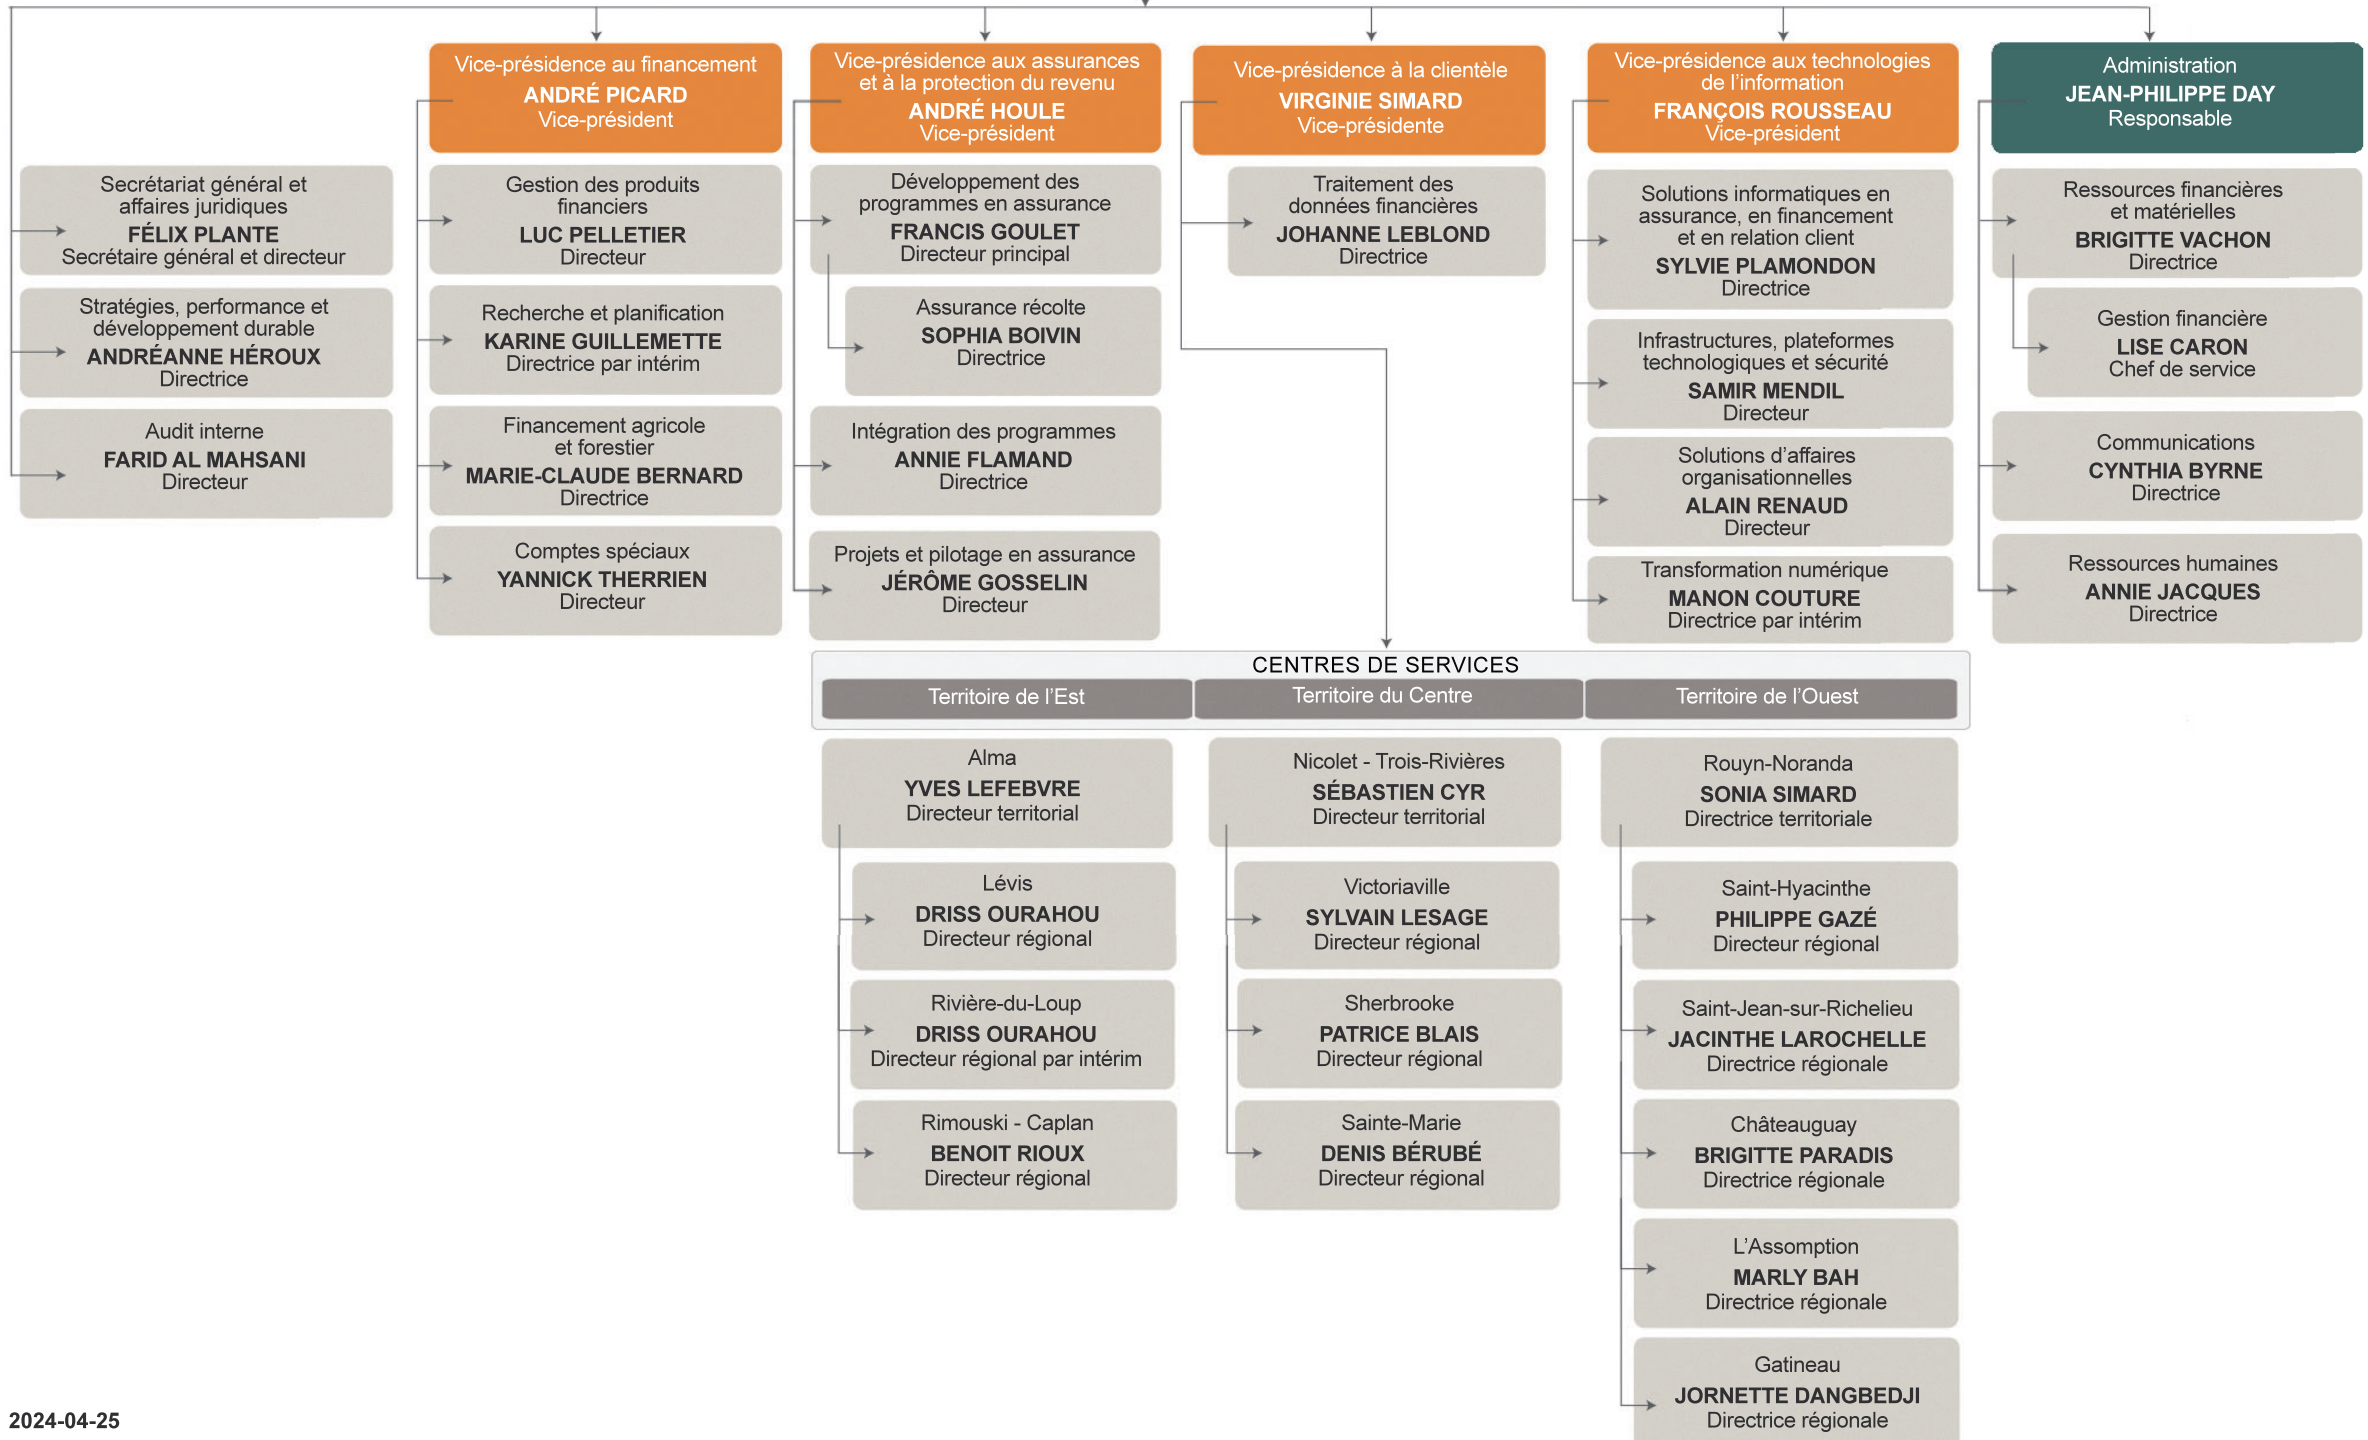 Vice-présidence au financement
ANDRÉ PICARD
Vice-président
Vice-présidence aux assurances
et à la protection du revenu
ANDRÉ HOULE
Vice-président
Vice-présidence à la clientèle
VIRGINIE SIMARD
Vice-présidente
Vice-présidence aux technologies
de l'information
FRANÇOIS ROUSSEAU
Vice-président
Administration
JEAN-PHILIPPE DAY
Responsable
Secrétariat général et
affaires juridiques
FÉLIX PLANTE
Secrétaire général et directeur
Stratégies, performance et
développement durable
ANDRÉANNE HÉROUX
Directrice
Audit interne
FARID AL MAHSANI
Directeur
Gestion des produits
financiers
LUC PELLETIER
Directeur
Recherche et planification
KARINE GUILLEMETTE
Directrice par intérim
Financement agricole
et forestier
MARIE-CLAUDE BERNARD
Directrice
Comptes spéciaux
YANNICK THERRIEN
Directeur
Développement des
programmes en assurance
FRANCIS GOULET
Directeur principal
Assurance récolte
SOPHIA BOIVIN
Directrice
Intégration des programmes
ANNIE FLAMAND
Directrice
Projets et pilotage en assurance
JÉRÔME GOSSELIN
Directeur
Traitement des
données financières
JOHANNE LEBLOND
Directrice
Solutions informatiques en
assurance, en financement
et en relation client
SYLVIE PLAMONDON
Directrice
Infrastructures, plateformes
technologiques et sécurité
SAMIR MENDIL
Directeur
Solutions d'affaires
organisationnelles
ALAIN RENAUD
Directeur
Transformation numérique
MANON COUTURE
Directrice par intérim
Ressources financières
et matérielles
BRIGITTE VACHON
Directrice
Gestion financière
LISE CARON
Chef de service
Communications
CYNTHIA BYRNE
Directrice
Ressources humaines
ANNIE JACQUES
Directrice
CENTRES DE SERVICES
Territoire de l'Est
Territoire du Centre
Territoire de l'Ouest
Alma
YVES LEFEBVRE
Directeur territorial
Lévis
DRISS OURAHOU
Directeur régional
Rivière-du-Loup
DRISS OURAHOU
Directeur régional par intérim
Rimouski - Caplan
BENOIT RIOUX
Directeur régional
Nicolet - Trois-Rivières
SÉBASTIEN CYR
Directeur territorial
Victoriaville
SYLVAIN LESAGE
Directeur régional
Sherbrooke
PATRICE BLAIS
Directeur régional
Sainte-Marie
DENIS BÉRUBÉ
Directeur régional
Rouyn-Noranda
SONIA SIMARD
Directrice territoriale
Saint-Hyacinthe
PHILIPPE GAZÉ
Directeur régional
Saint-Jean-sur-Richelieu
JACINTHE LAROCHELLE
Directrice régionale
Châteauguay
BRIGITTE PARADIS
Directrice régionale
L'Assomption
MARLY BAH
Directrice régionale
Gatineau
JORNETTE DANGBEDJI
Directrice régionale
2024-04-25